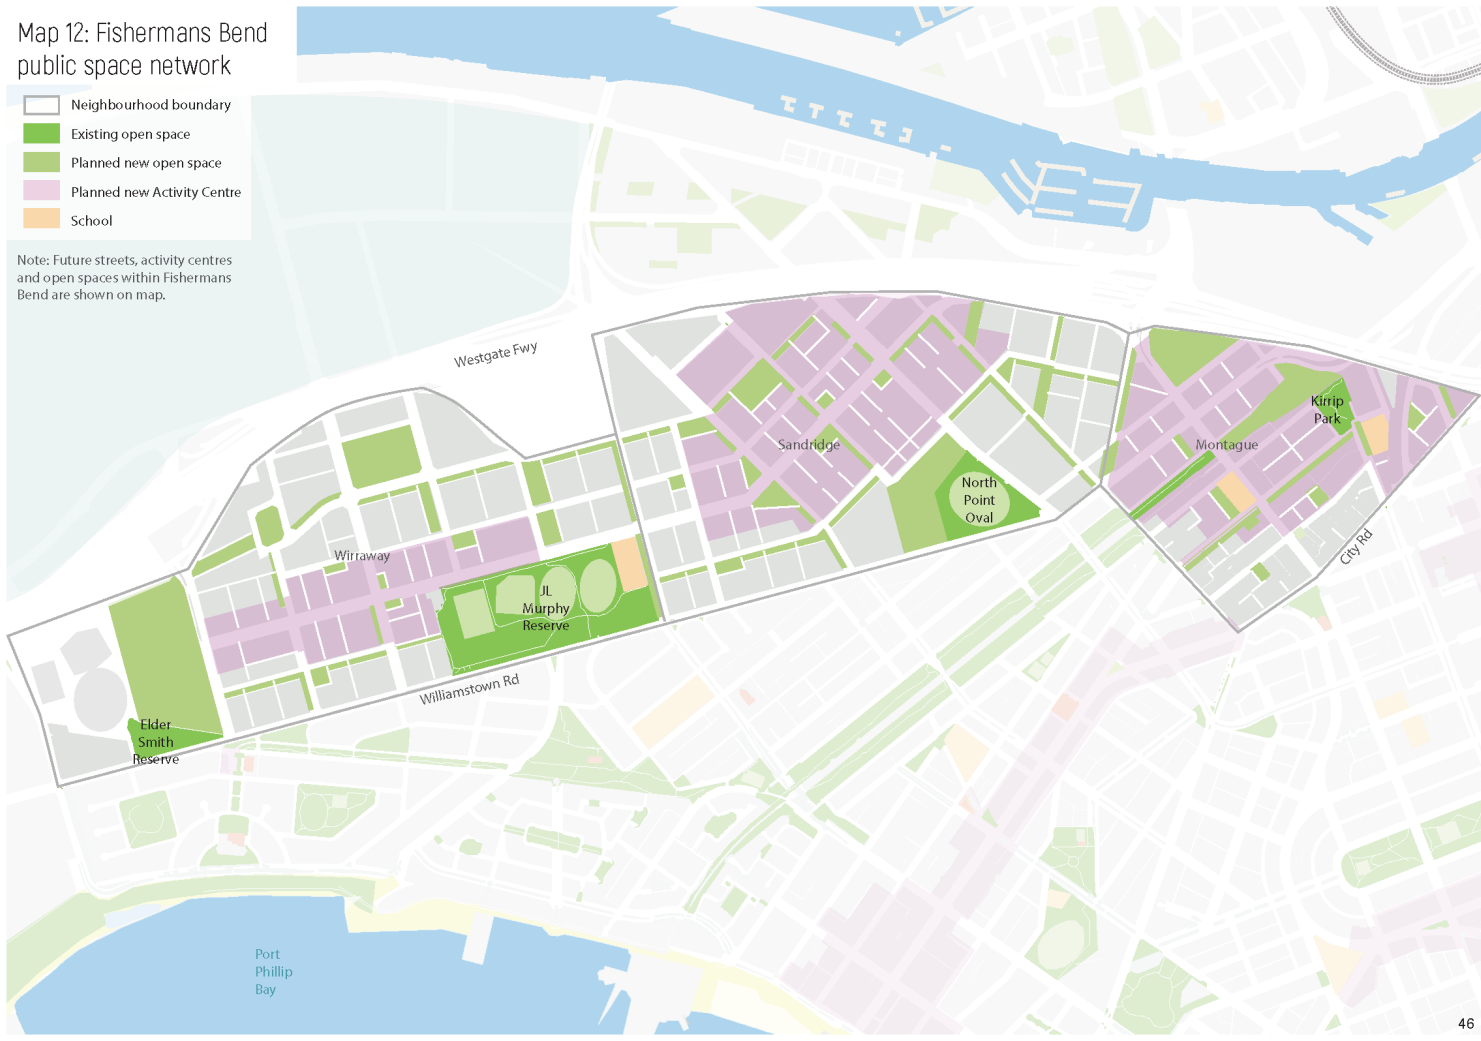 Map 12: Fishermans Bend
public space network
Neighbourhood boundary
Existing open space
Planned new open space
Planned new Activity Centre
School
Note: Future streets, activity centres
and open spaces within Fishermans
Bend are shown on map.
Westgate Fwy
Kirrip
Park
Sandridge
Montague
North
Point
Oval
City Rd
Wirraway
JL
Murphy
Reserve
Williamstown Rd
Elder
Smith
Reserve
Port
Phillip
Bay
46